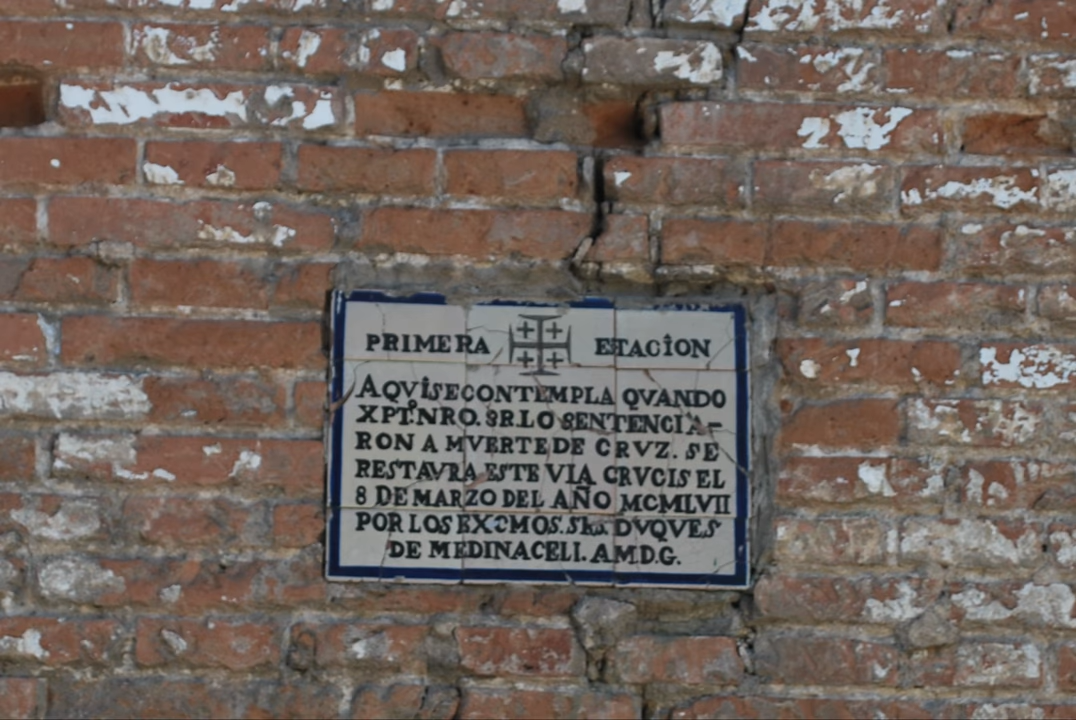 PRIMERA ESTACION
AQVI SE CONTEMPLA QVANDO
XPTº. NRO. SR. LO SENTENCIA-
RON A MVERTE DE CRVZ. SE
RESTAVRA ESTE VIA CRVCIS EL
8 DE MARZO DEL AÑO MCMLVII
POR LOS EXCMOS. SRS. DVQVES
DE MEDINACELI. A.M.D.G.